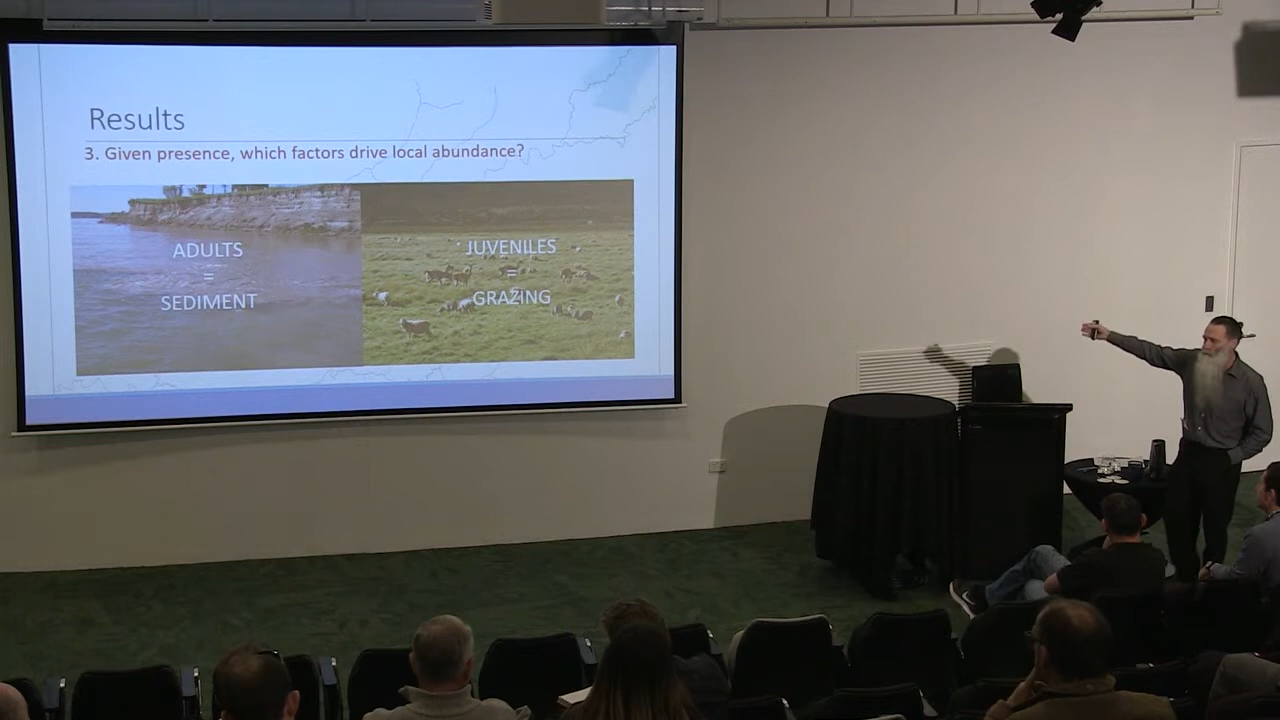 Results
3. Given presence, which factors drive local abundance?
ADULTS
=
SEDIMENT
JUVENILES
=
GRAZING